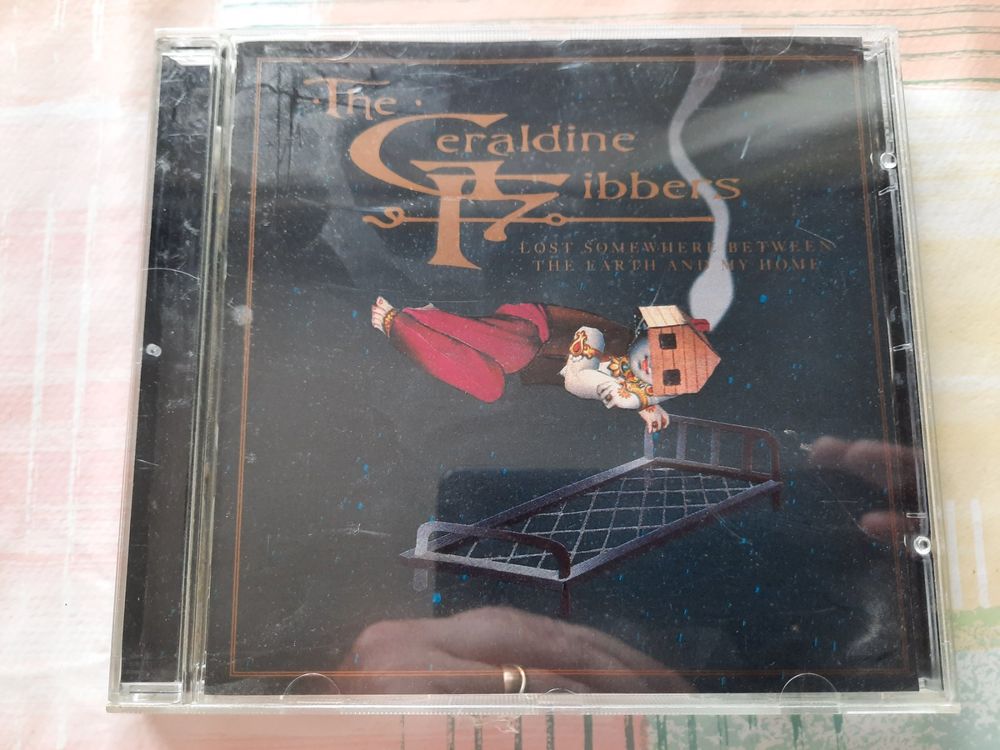 The
Geraldine
Fibbers
LOST SOMEWHERE BETWEEN
THE EARTH AND MY HOME